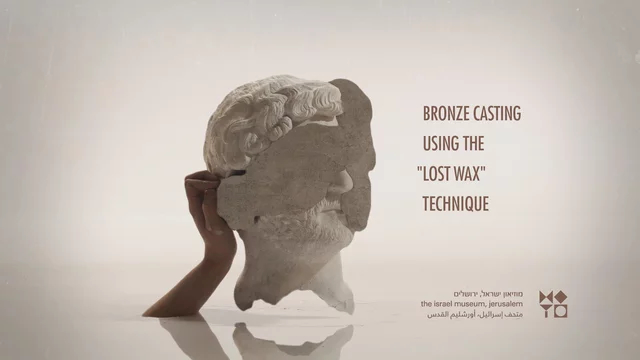 BRONZE CASTING
USING THE
"LOST WAX"
TECHNIQUE
מוזיאון ישראל, ירושלים
the israel museum, jerusalem
متحف إسرائيل، أورشليم القدس